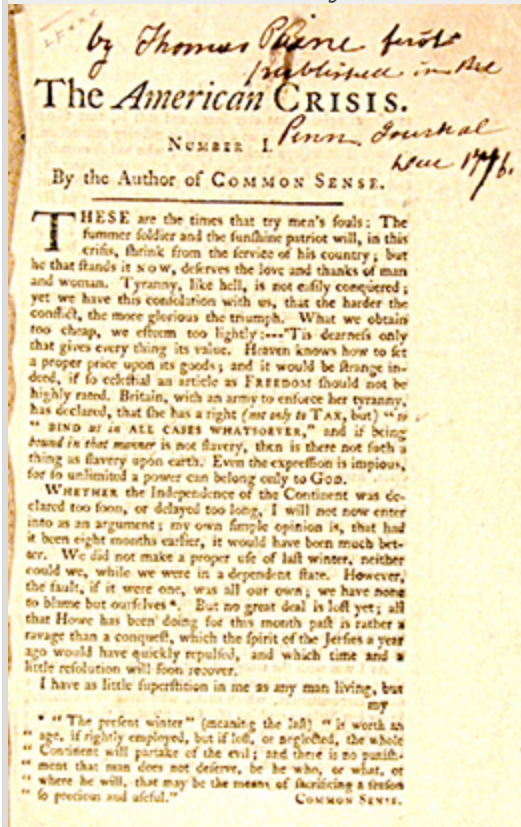 by Thomas Paine first
published in the
The American CRISIS.
Penn Journal
NUMBER I.
Dec 1776.
By the Author of COMMON SENSE.
THESE are the times that try men's ſouls: The
ſummer ſoldier and the ſunſhine patriot will, in this
criſis, ſhrink from the ſervice of his country; but
he that ſtands it NOW, deſerves the love and thanks of man
and woman. Tyranny, like hell, is not eaſily conquered;
yet we have this conſolation with us, that the harder the
conflict, the more glorious the triumph. What we obtain
too cheap, we eſteem too lightly:---'Tis dearneſs only
that gives every thing its value. Heaven knows how to ſet
a proper price upon its goods; and it would be ſtrange in-
deed, if ſo celeſtial an article as FREEDOM ſhould not be
highly rated. Britain, with an army to enforce her tyranny,
has declared, that ſhe has a right (not only to TAX, but) "to
" BIND us in ALL CASES WHATSOEVER," and if being
bound in that manner is not ſlavery, then is there not ſuch a
thing as ſlavery upon earth. Even the expreſſion is impious,
for ſo unlimited a power can belong only to GOD.
WHETHER the Independence of the Continent was de-
clared too ſoon, or delayed too long, I will not now enter
into as an argument; my own ſimple opinion is, that had
it been eight months earlier, it would have been much bet-
ter. We did not make a proper uſe of laſt winter, neither
could we, while we were in a dependent ſtate. However,
the fault, if it were one, was all our own; we have none
to blame but ourſelves *. But no great deal is loſt yet; all
that Howe has been doing for this month paſt is rather a
ravage than a conqueſt, which the ſpirit of the Jerſies a year
ago would have quickly repulſed, and which time and a
little reſolution will ſoon recover.
I have as little ſuperſtition in me as any man living, but
my
* " The preſent winter" (meaning the laſt) " is worth an
" age, if rightly employed, but if loſt, or neglected, the whole
" Continent will partake of the evil; and there is no puniſh-
" ment that man does not deſerve, be he who, or what, or
" where he will, that may be the means of ſacrificing a ſeaſon
" ſo precious and uſeful." COMMON SENSE.